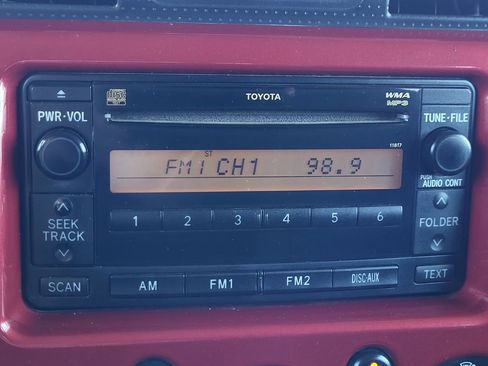 TOYOTA
WMA
MP3
PWR•VOL
TUNE•FILE
11817
ST
FM1 CH1 98.9
PUSH
AUDIO CONT
SEEK
TRACK
1 2 3 4 5 6
FOLDER
SCAN
AM
FM1
FM2
DISC•AUX
TEXT